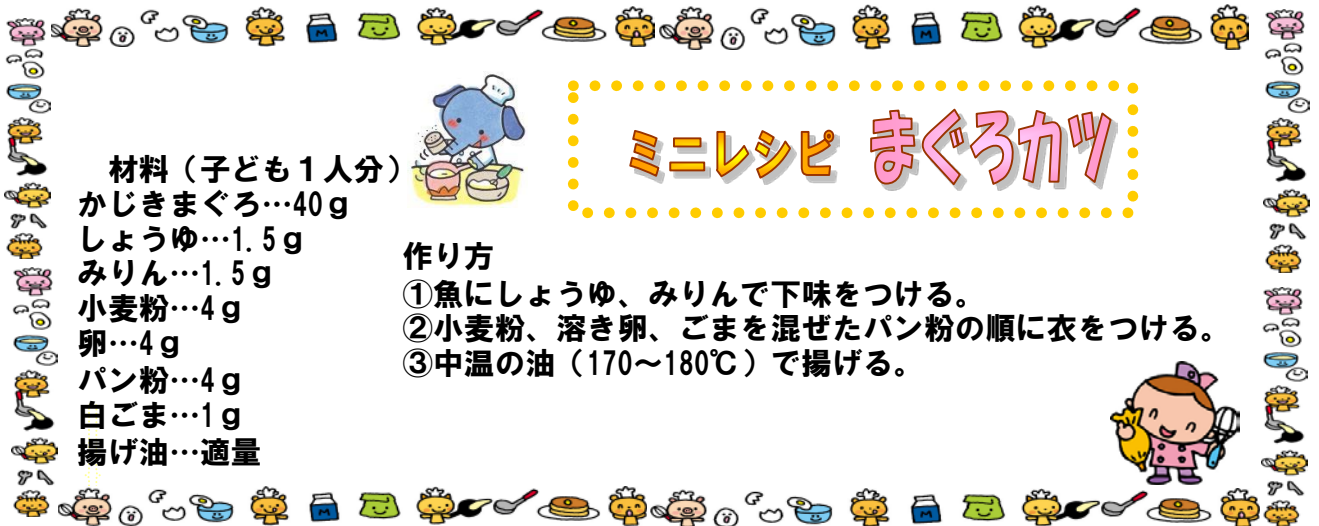 ミニレシピ まぐろカツ
材料（子ども１人分）
かじきまぐろ…40ｇ
しょうゆ…1.5ｇ
みりん…1.5ｇ
小麦粉…4ｇ
卵…4ｇ
パン粉…4ｇ
白ごま…1ｇ
揚げ油…適量
作り方
①魚にしょうゆ、みりんで下味をつける。
②小麦粉、溶き卵、ごまを混ぜたパン粉の順に衣をつける。
③中温の油（170～180℃）で揚げる。